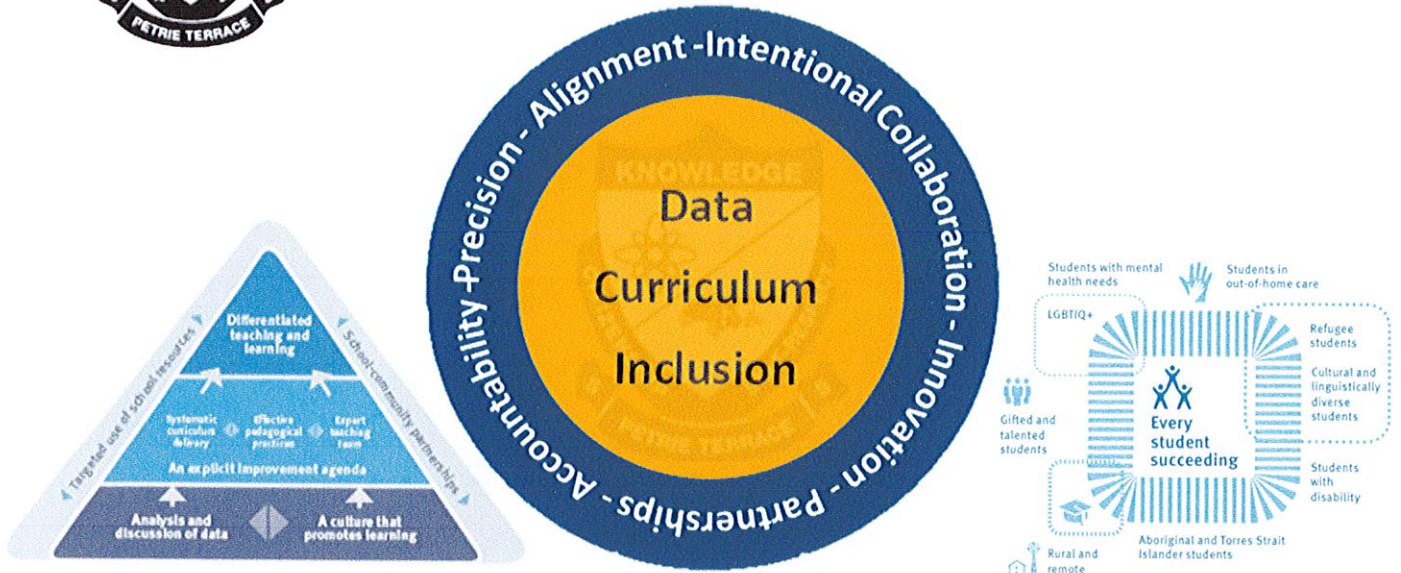 PETRIE TERRACE
Precision - Alignment - Intentional Collaboration - Innovation - Partnerships - Accountability -
KNOWLEDGE
Data
Curriculum
Inclusion
PETRIE TERRACE
Targeted use of school resources
School-community partnerships
Differentiated
teaching and
learning
Systematic
curriculum
delivery
Effective
pedagogical
practices
Expert
teaching
team
An explicit improvement agenda
Analysis and
discussion of data
A culture that
promotes learning
Students with mental
health needs
Students in
out-of-home care
LGBTIQ+
Refugee
students
Cultural and
linguistically
diverse
students
Gifted and
talented
students
Every
student
succeeding
Students
with
disability
Aboriginal and Torres Strait
Islander students
Rural and
remote